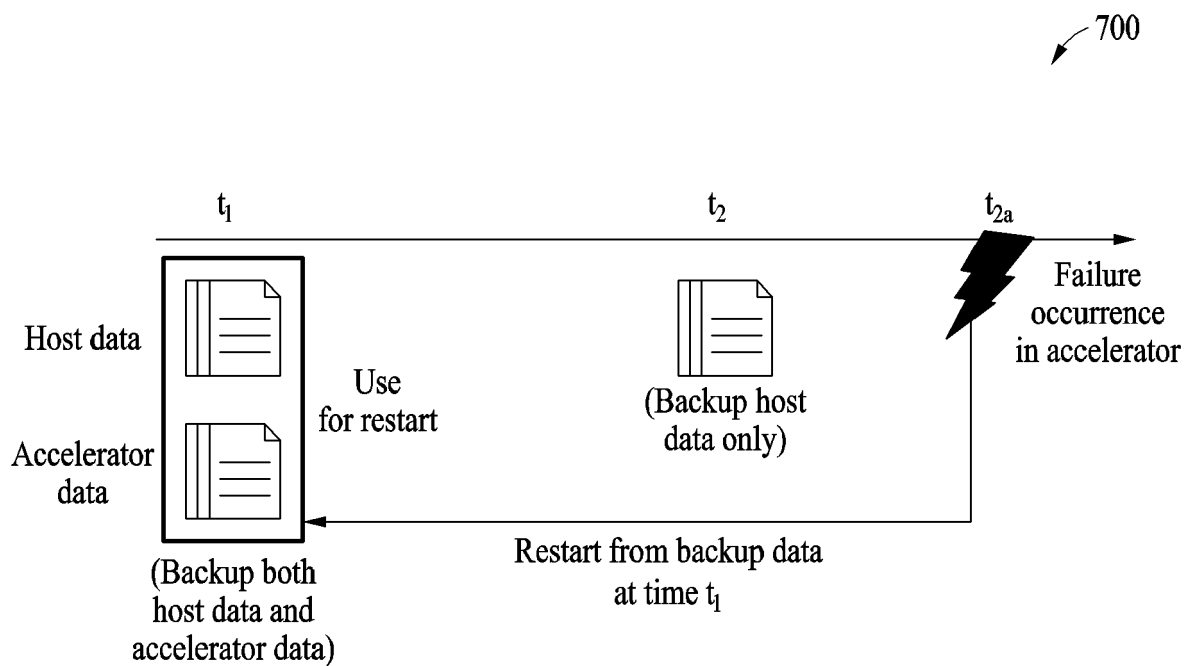 700
t1
t2
t2a
Host data
Accelerator
data
Use
for restart
(Backup both
host data and
accelerator data)
(Backup host
data only)
Failure
occurrence
in accelerator
Restart from backup data
at time t1